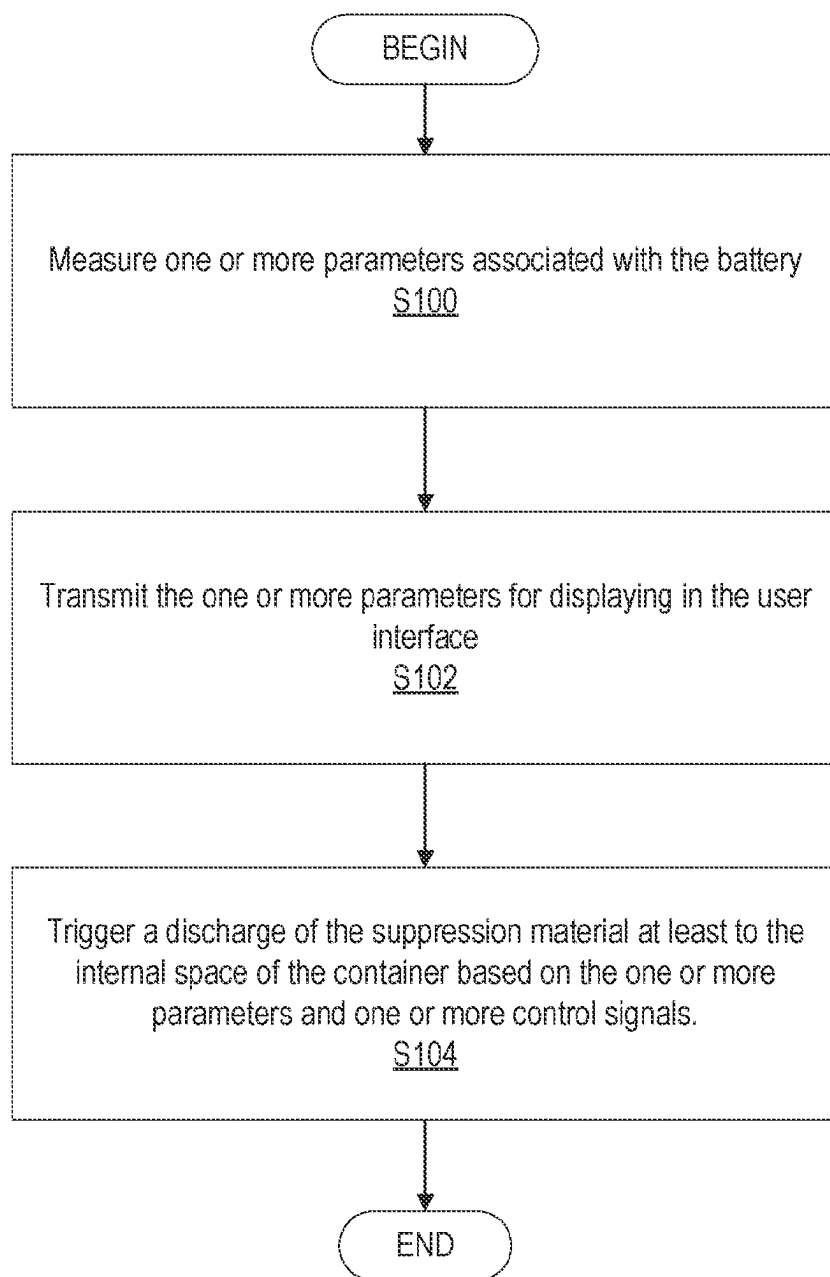 BEGIN
Measure one or more parameters associated with the battery
S100
Transmit the one or more parameters for displaying in the user
interface
S102
Trigger a discharge of the suppression material at least to the
internal space of the container based on the one or more
parameters and one or more control signals.
S104
END